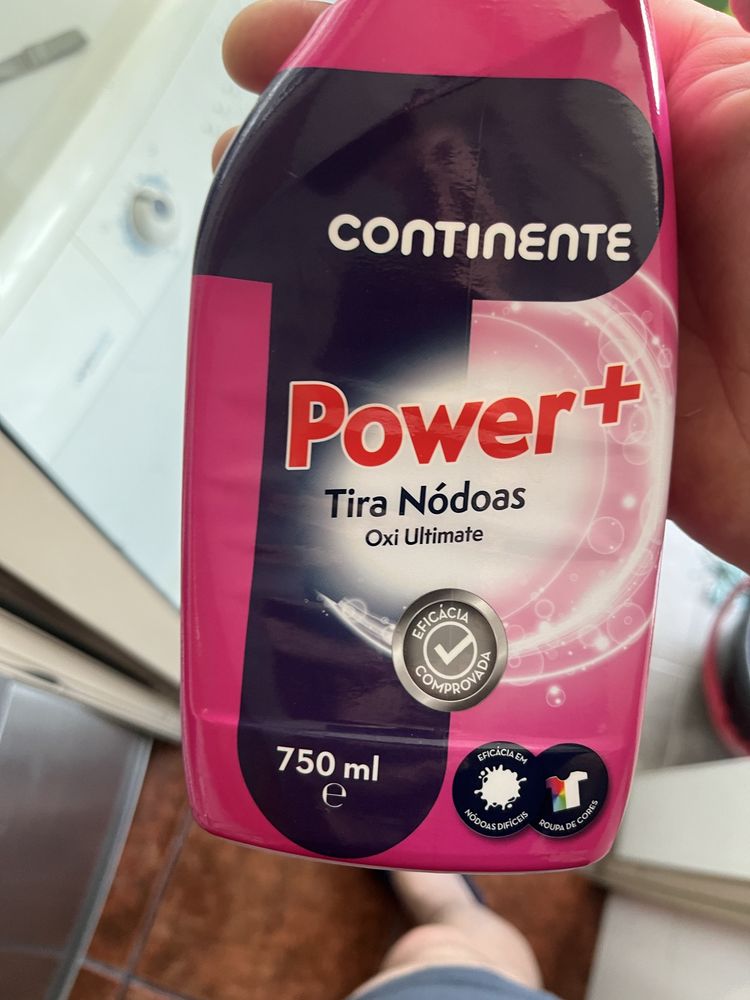 CONTINENTE
Power+
Tira Nódoas
Oxi Ultimate
EFICÁCIA
COMPROVADA
750 ml
℮
EFICÁCIA EM
NÓDOAS DIFÍCEIS
ROUPA DE CORES